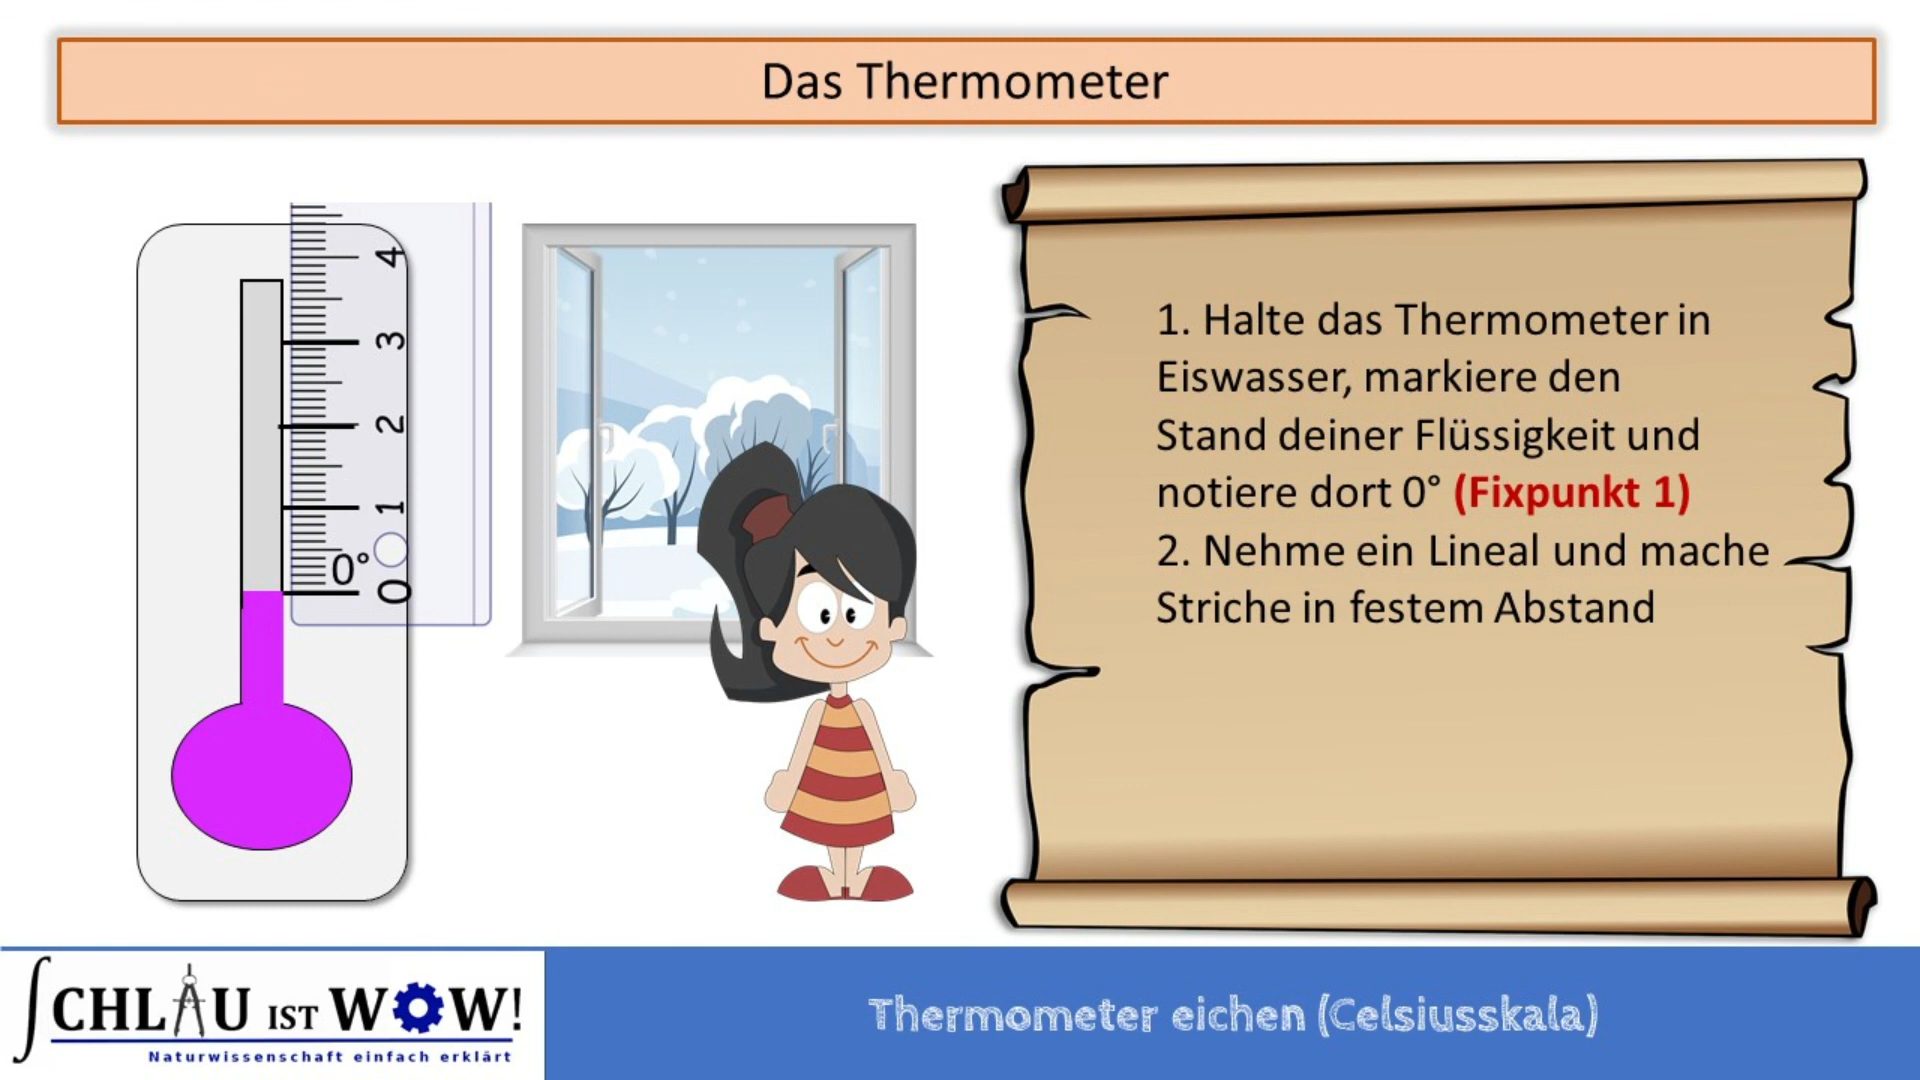 Das Thermometer
4
3
2
1
0°
0
1. Halte das Thermometer in
Eiswasser, markiere den
Stand deiner Flüssigkeit und
notiere dort 0° (Fixpunkt 1)
2. Nehme ein Lineal und mache
Striche in festem Abstand
SCHLAU IST WOW!
Naturwissenschaft einfach erklärt
Thermometer eichen (Celsiusskala)